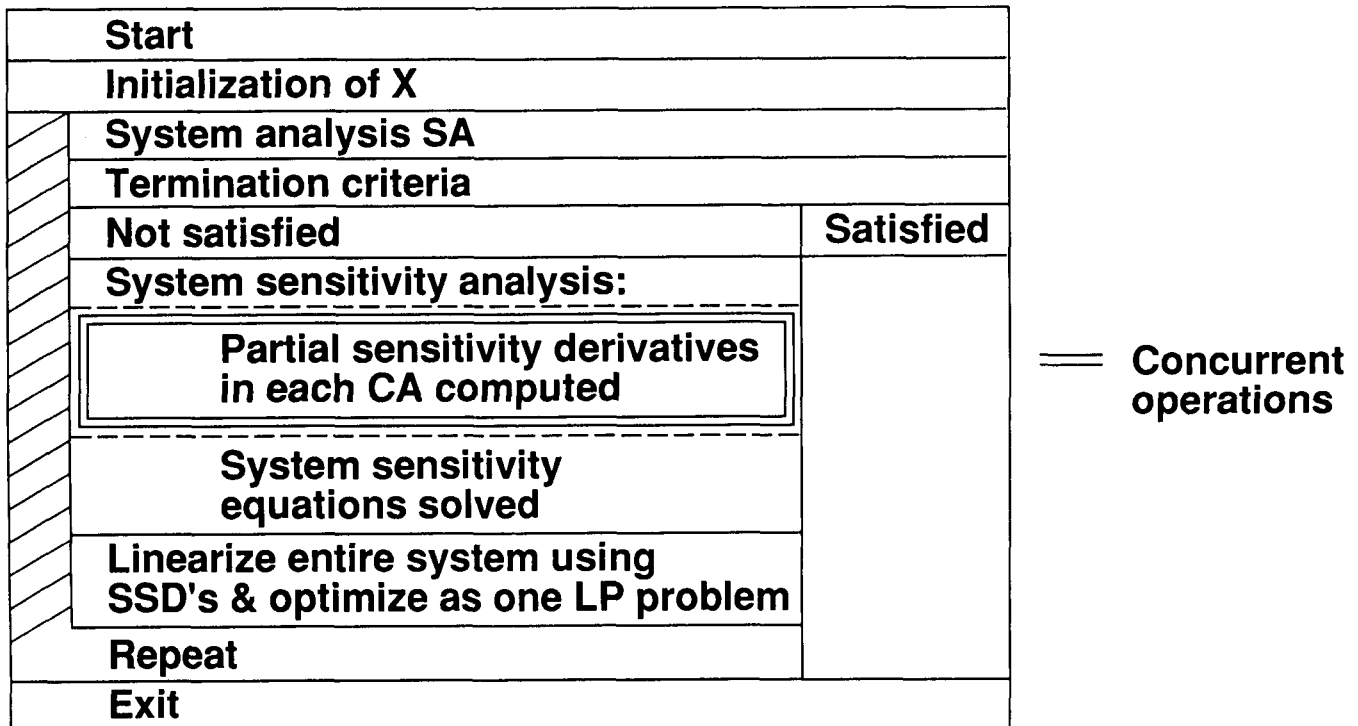 Start
Initialization of X
System analysis SA
Termination criteria
Not satisfied
Satisfied
System sensitivity analysis:
Partial sensitivity derivatives
in each CA computed
System sensitivity
equations solved
Linearize entire system using
SSD's & optimize as one LP problem
Repeat
Exit
Concurrent
operations